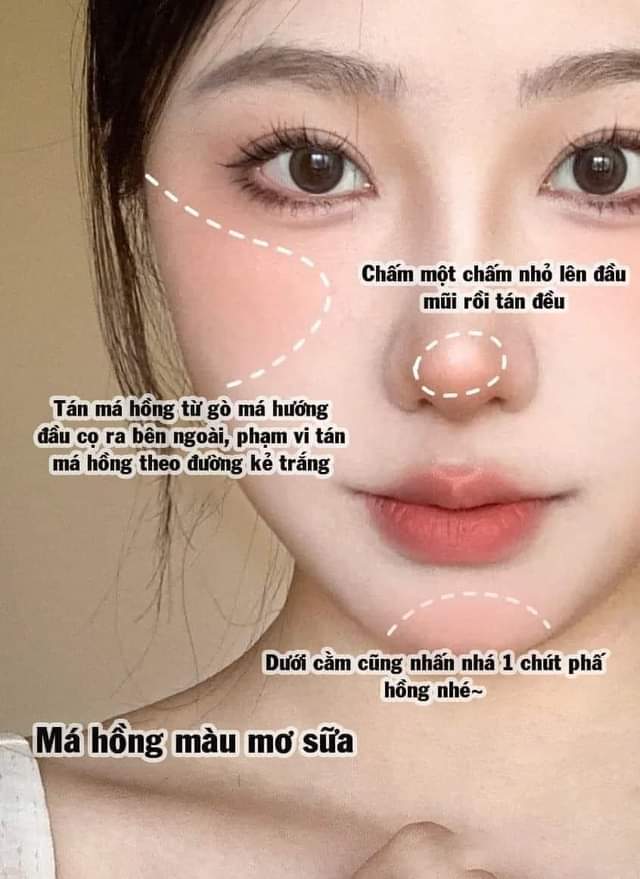 Chấm một chấm nhỏ lên đầu
mũi rồi tán đều
Tán má hồng từ gò má hướng
đầu cọ ra bên ngoài, phạm vi tán
má hồng theo đường kẻ trắng
Dưới cằm cũng nhấn nhá 1 chút phấ
hồng nhé~
Má hồng màu mơ sữa